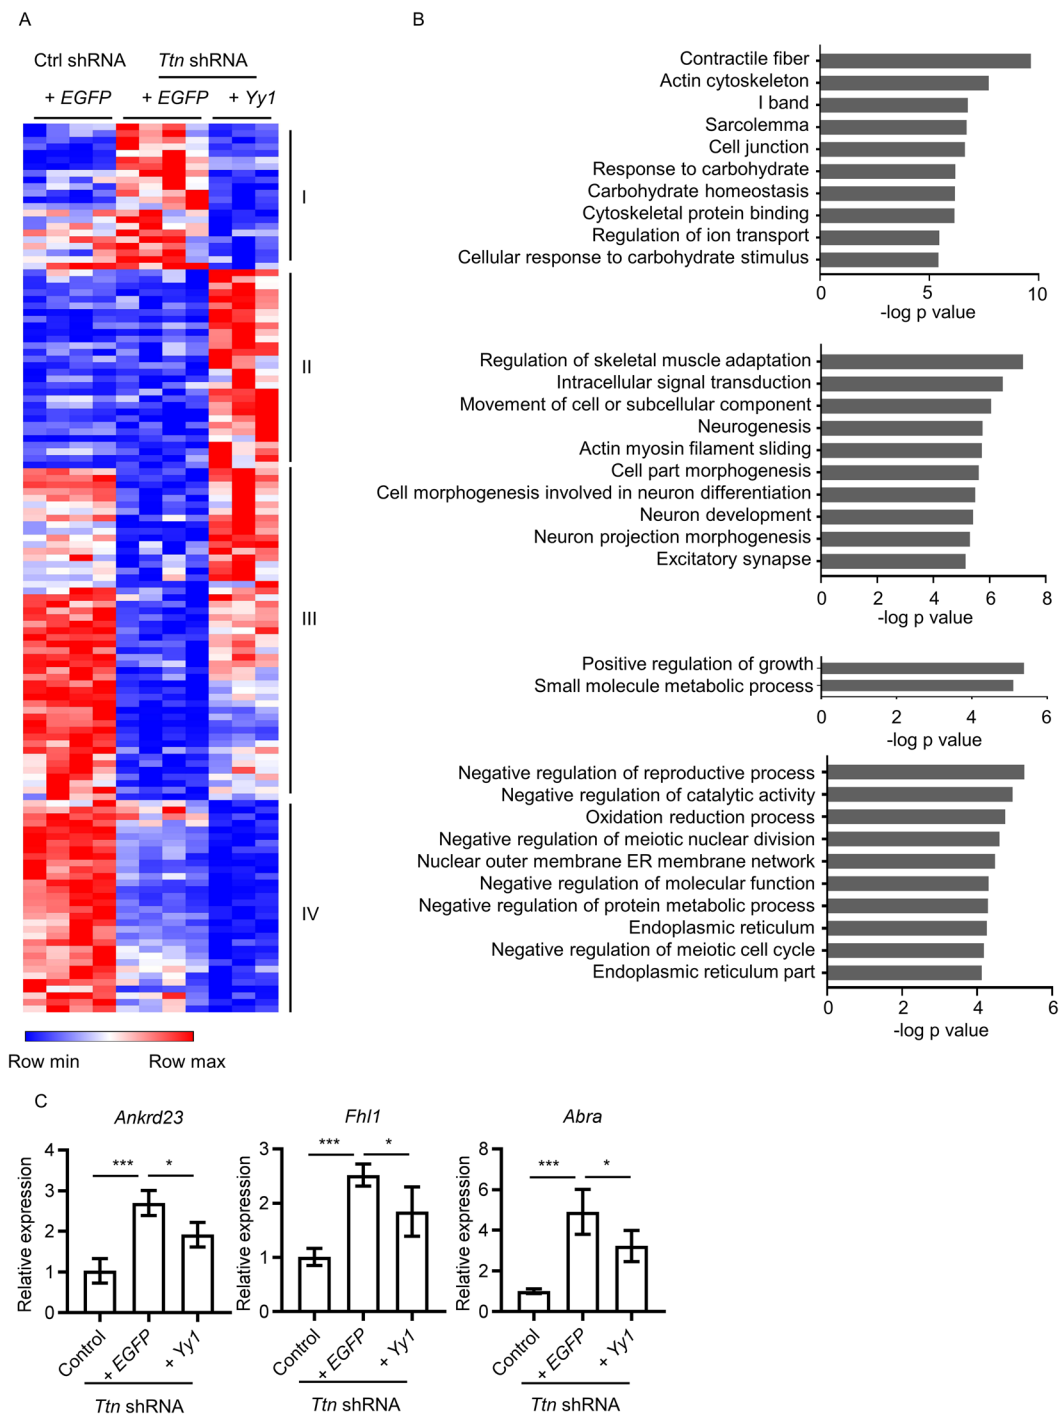 A
Ctrl shRNA
Ttn shRNA
+ EGFP
+ EGFP
+ Yy1
I
II
III
IV
Row min
Row max
B
Contractile fiber
Actin cytoskeleton
I band
Sarcolemma
Cell junction
Response to carbohydrate
Carbohydrate homeostasis
Cytoskeletal protein binding
Regulation of ion transport
Cellular response to carbohydrate stimulus
0 5 10
-log p value
Regulation of skeletal muscle adaptation
Intracellular signal transduction
Movement of cell or subcellular component
Neurogenesis
Actin myosin filament sliding
Cell part morphogenesis
Cell morphogenesis involved in neuron differentiation
Neuron development
Neuron projection morphogenesis
Excitatory synapse
0 2 4 6 8
-log p value
Positive regulation of growth
Small molecule metabolic process
0 2 4 6
-log p value
Negative regulation of reproductive process
Negative regulation of catalytic activity
Oxidation reduction process
Negative regulation of meiotic nuclear division
Nuclear outer membrane ER membrane network
Negative regulation of molecular function
Negative regulation of protein metabolic process
Endoplasmic reticulum
Negative regulation of meiotic cell cycle
Endoplasmic reticulum part
0 2 4 6
-log p value
C
Ankrd23
Relative expression
4
3
2
1
0
*** *
Control
+ EGFP
+ Yy1
Ttn shRNA
Fhl1
Relative expression
3
2
1
0
*** *
Control
+ EGFP
+ Yy1
Ttn shRNA
Abra
Relative expression
8
6
4
2
0
*** *
Control
+ EGFP
+ Yy1
Ttn shRNA